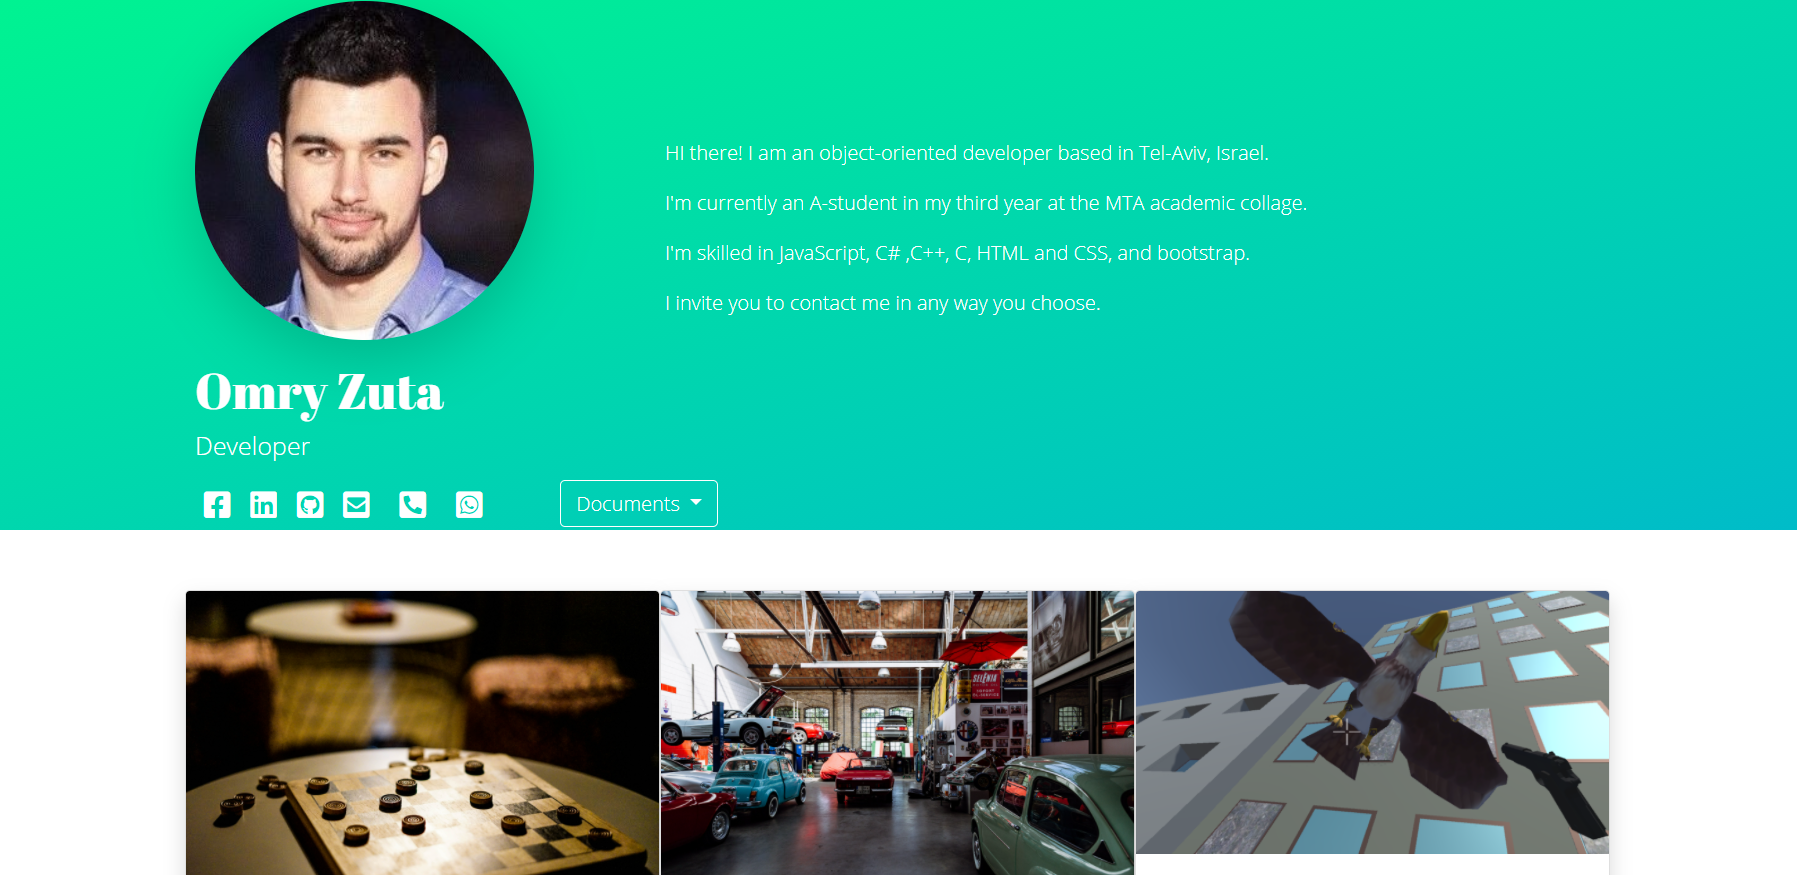 HI there! I am an object-oriented developer based in Tel-Aviv, Israel.
I'm currently an A-student in my third year at the MTA academic collage.
I'm skilled in JavaScript, C# ,C++, C, HTML and CSS, and bootstrap.
I invite you to contact me in any way you choose.
Omry Zuta
Developer
Documents
SELENIA